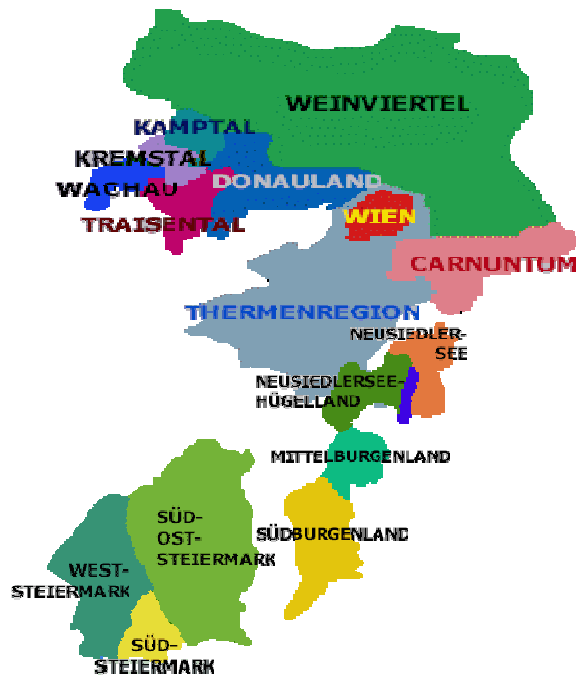 WEINVIERTEL
KAMPTAL
KREMSTAL
WACHAU
DONAULAND
TRAISENTAL
WIEN
CARNUNTUM
THERMENREGION
NEUSIEDLER-
SEE
NEUSIEDLERSEE-
HÜGELLAND
MITTELBURGENLAND
SÜDBURGENLAND
SÜD-
OST-
STEIERMARK
WEST-
STEIERMARK
SÜD-
STEIERMARK